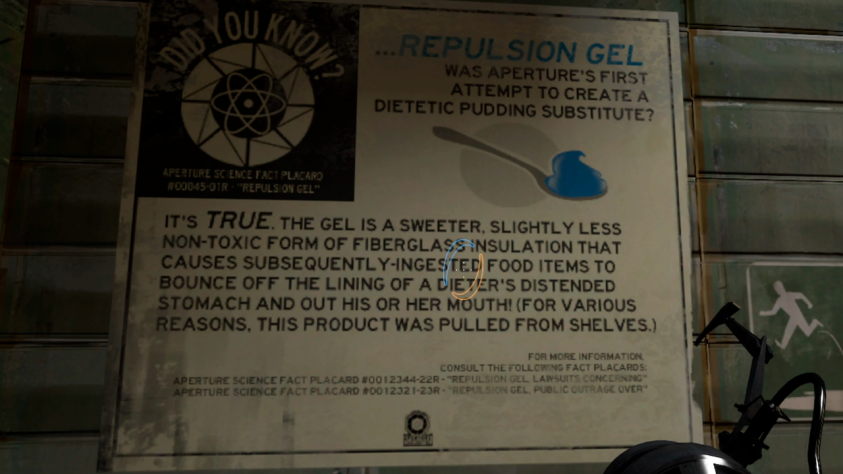 DID YOU KNOW?
APERTURE SCIENCE FACT PLACARD
#00045-01R - "REPULSION GEL"
...REPULSION GEL
WAS APERTURE'S FIRST
ATTEMPT TO CREATE A
DIETETIC PUDDING SUBSTITUTE?
IT'S TRUE. THE GEL IS A SWEETER, SLIGHTLY LESS
NON-TOXIC FORM OF FIBERGLASS INSULATION THAT
CAUSES SUBSEQUENTLY-INGESTED FOOD ITEMS TO
BOUNCE OFF THE LINING OF A DIETER'S DISTENDED
STOMACH AND OUT HIS OR HER MOUTH! (FOR VARIOUS
REASONS, THIS PRODUCT WAS PULLED FROM SHELVES.)
FOR MORE INFORMATION,
CONSULT THE FOLLOWING FACT PLACARDS:
APERTURE SCIENCE FACT PLACARD #0012344-22R - "REPULSION GEL, LAWSUITS CONCERNING"
APERTURE SCIENCE FACT PLACARD #0012321-23R - "REPULSION GEL, PUBLIC OUTRAGE OVER"